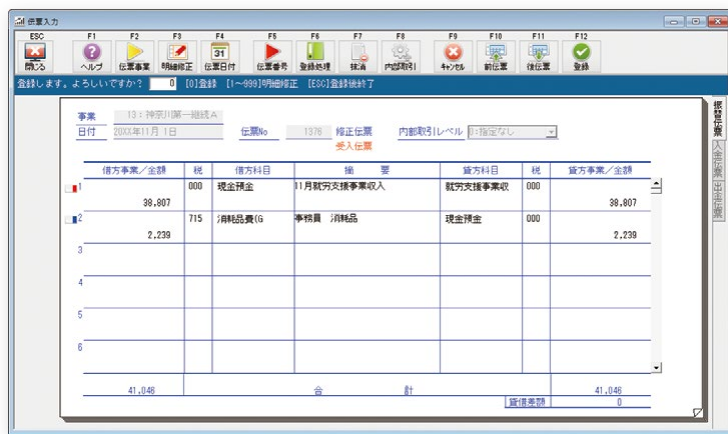 伝票入力
ESC F1 F2 F3 F4 F5 F6 F7 F8 F9 F10 F11 F12
閉じる ヘルプ 伝票事業 明細修正 伝票日付 伝票番号 登録処理 抹消 内部取引 キャンセル 前伝票 後伝票 登録
登録します。よろしいですか? 0 [0]登録 [1~999]明細修正 [ESC]登録後終了
事業 13:神奈川第一継続A
日付 20XX年11月 1日 伝票No 1376 修正伝票 内部取引レベル 0:指定なし
受入伝票
借方事業/金額 税 借方科目 摘 要 貸方科目 税 貸方事業/金額
1 000 現金預金 11月就労支援事業収入 就労支援事業収 000
38,807 38,807
2 715 消耗品費(G 事務員 消耗品 現金預金 000
2,239 2,239
3
4
5
6
41,046 合 計 41,046
貸借差額 0
振替伝票
入金伝票
出金伝票